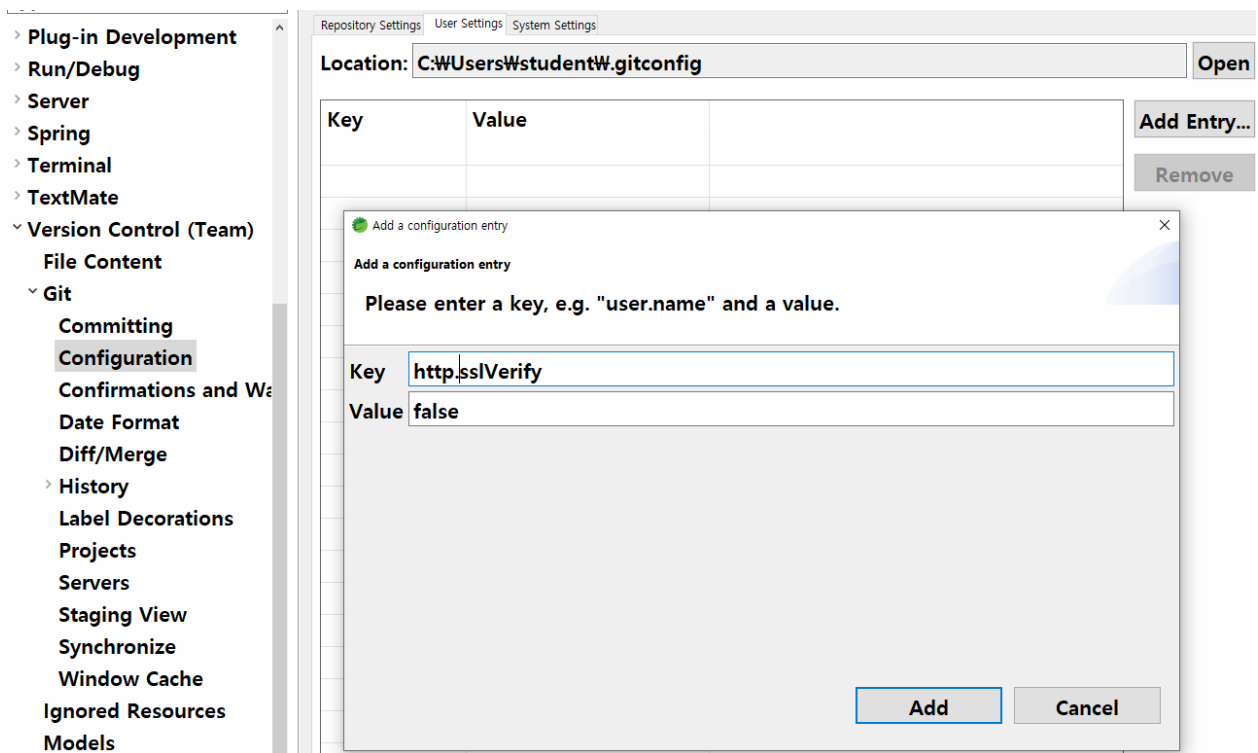 Plug-in Development
Run/Debug
Server
Spring
Terminal
TextMate
Version Control (Team)
File Content
Git
Committing
Configuration
Confirmations and Wa
Date Format
Diff/Merge
History
Label Decorations
Projects
Servers
Staging View
Synchronize
Window Cache
Ignored Resources
Models
Repository Settings User Settings System Settings
Location: C:₩Users₩student₩.gitconfig Open
Key Value
Add Entry...
Remove
Add a configuration entry
Add a configuration entry
Please enter a key, e.g. "user.name" and a value.
Key http.sslVerify
Value false
Add Cancel